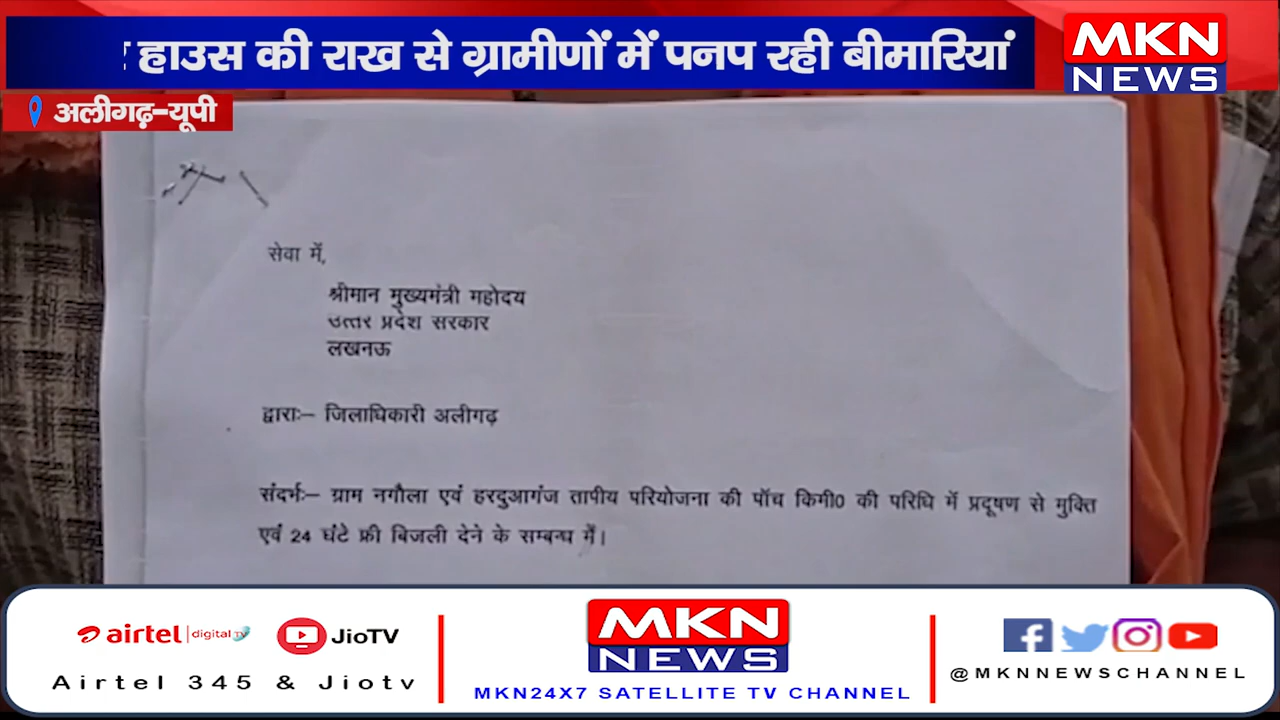 हाउस की राख से ग्रामीणों में पनप रही बीमारियां
MKN
NEWS
अलीगढ़-यूपी
सेवा में,
श्रीमान मुख्यमंत्री महोदय
उत्तर प्रदेश सरकार
लखनऊ
द्वाराः– जिलाधिकारी अलीगढ़
संदर्भः– ग्राम नगौला एवं हरदुआगंज तापीय परियोजना की पॉच किमी0 की परिधि में प्रदूषण से मुक्ति
एवं 24 घंटे फ्री बिजली देने के सम्बन्ध में।
airtel digital TV JioTV
Airtel 345 & Jiotv
MKN
NEWS
MKN24X7 SATELLITE TV CHANNEL
@MKNNEWSCHANNEL